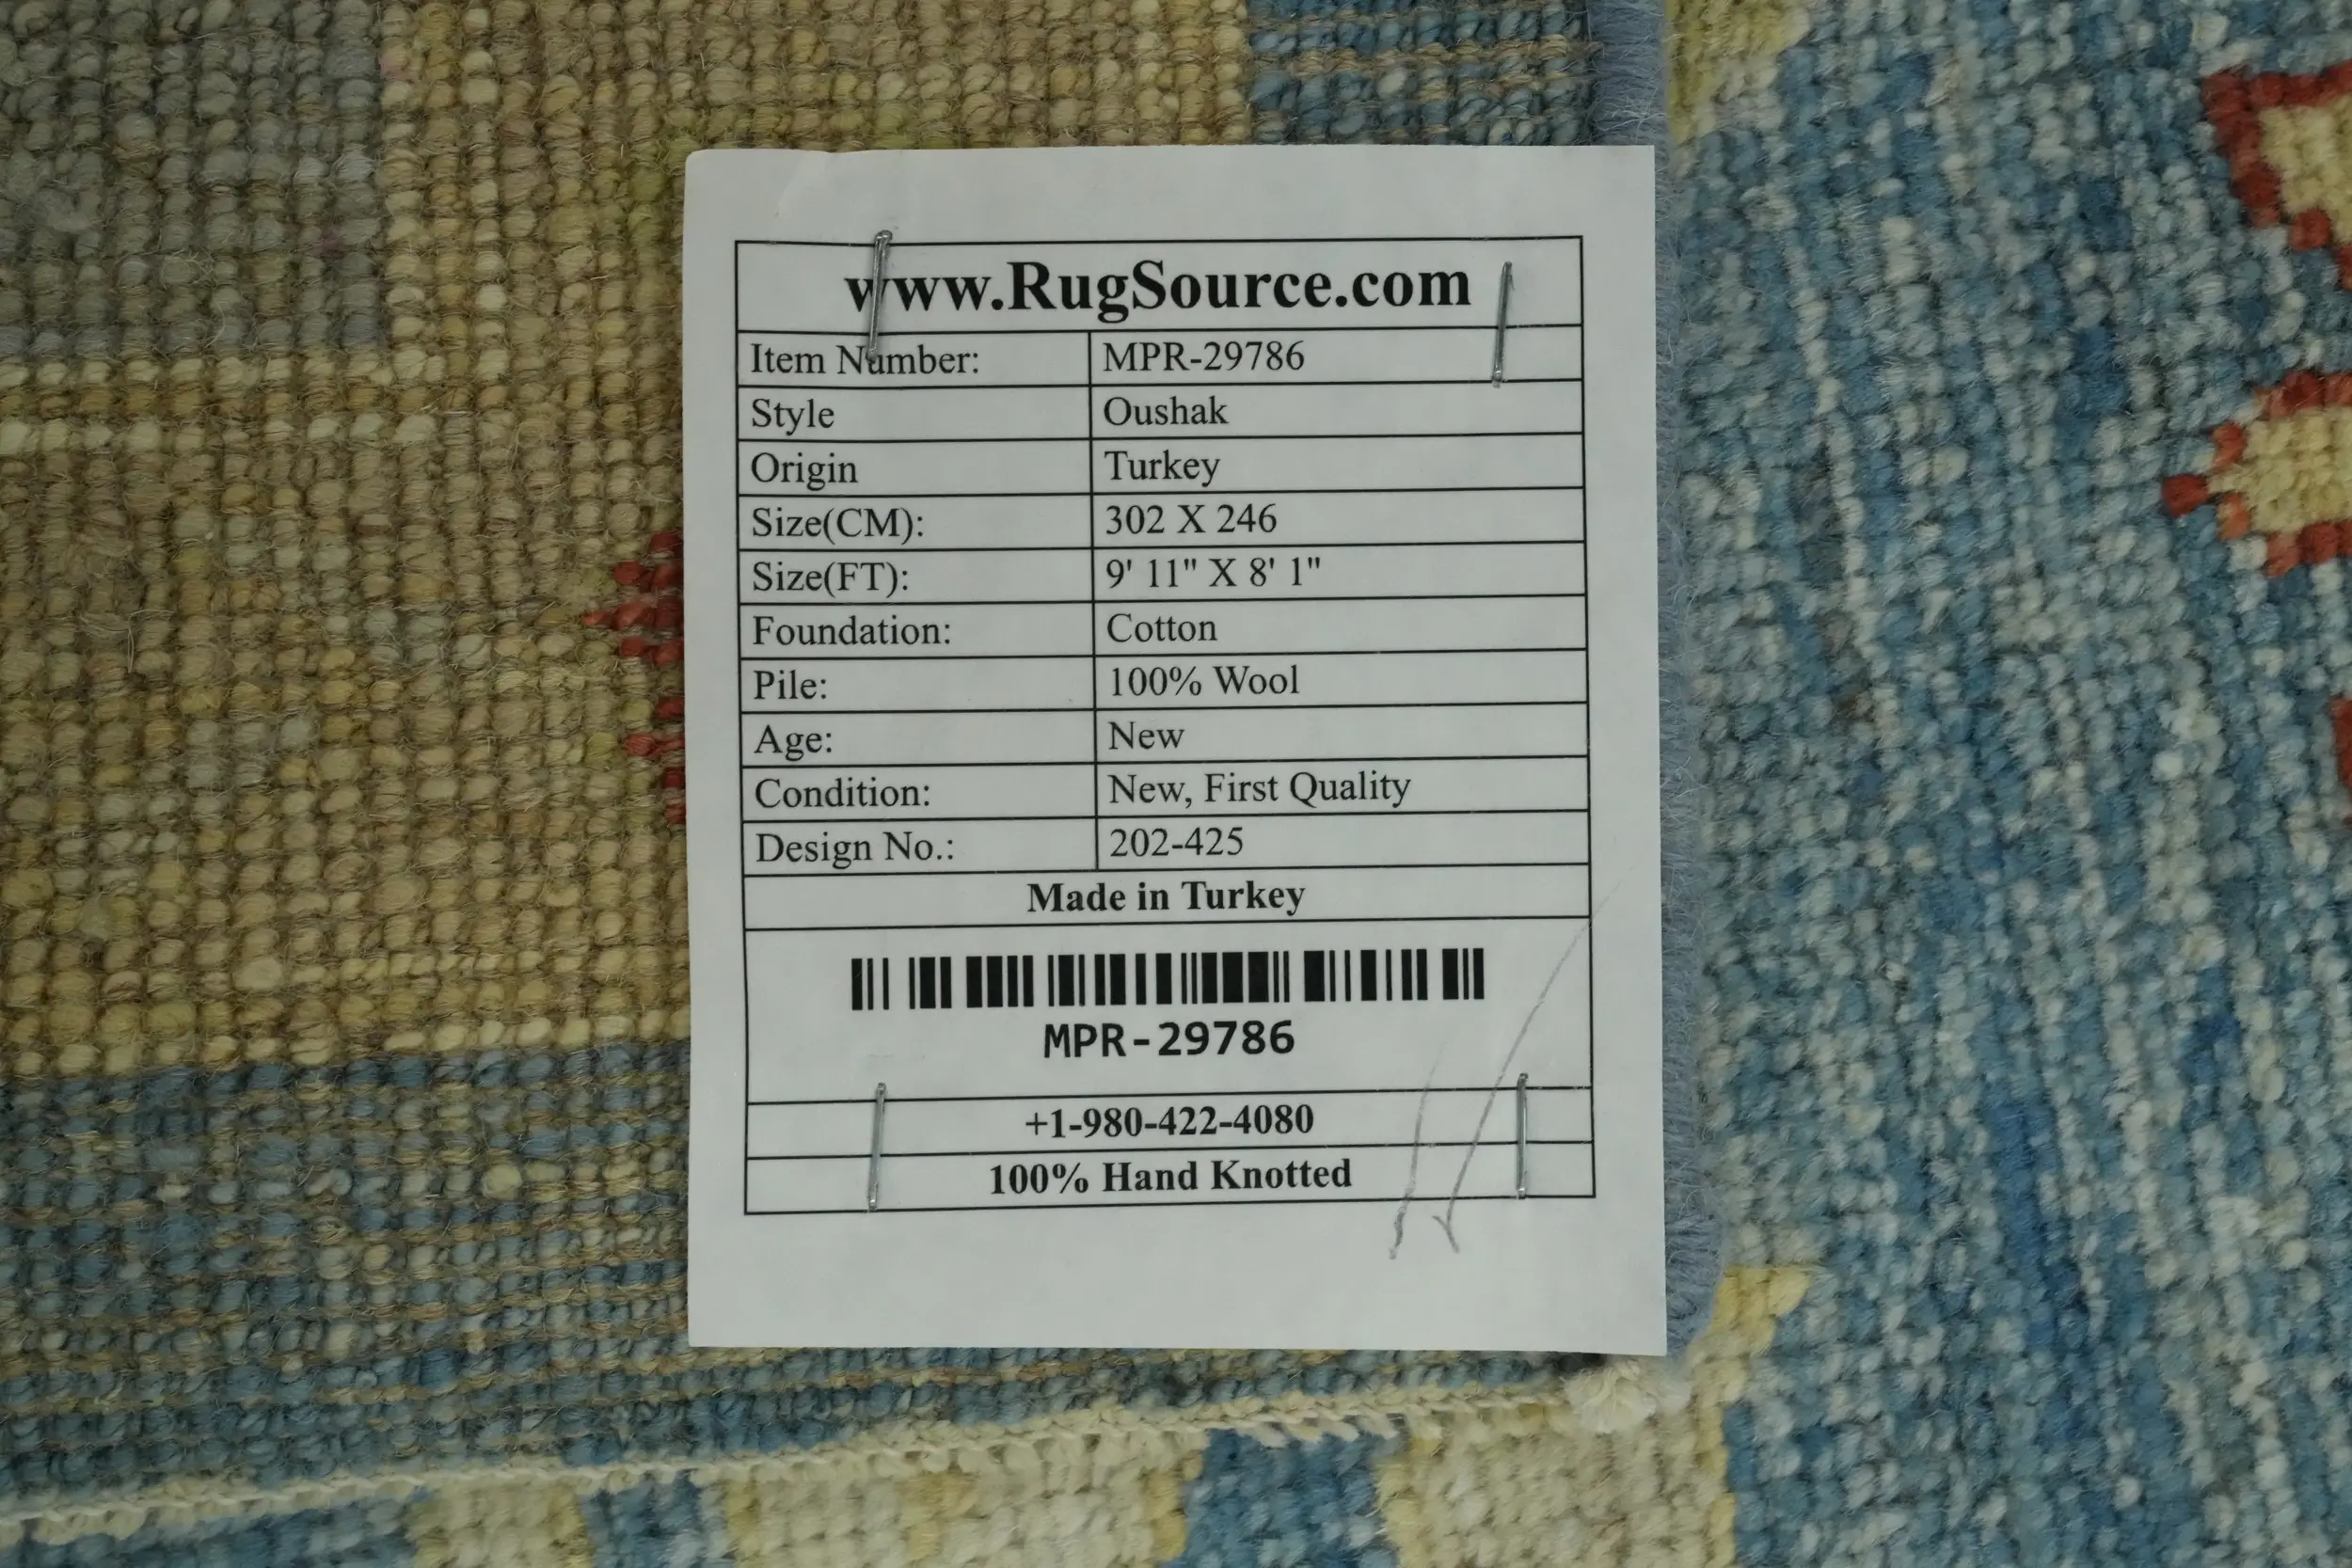 www.RugSource.com
Item Number: MPR-29786
Style Oushak
Origin Turkey
Size(CM): 302 X 246
Size(FT): 9' 11" X 8' 1"
Foundation: Cotton
Pile: 100% Wool
Age: New
Condition: New, First Quality
Design No.: 202-425
Made in Turkey
MPR-29786
+1-980-422-4080
100% Hand Knotted